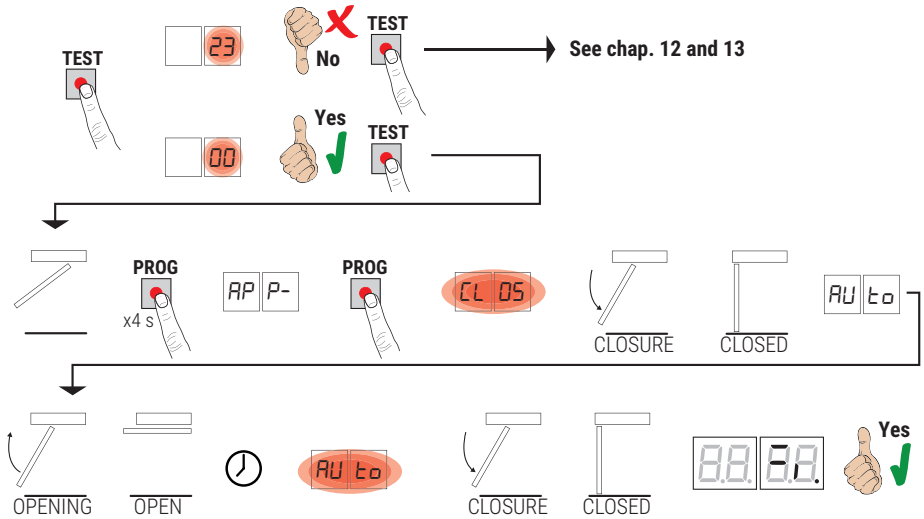 TEST
23
No
TEST
See chap. 12 and 13
00
Yes
TEST
PROG
x4 s
AP P-
PROG
CL OS
CLOSURE
CLOSED
AU to
OPENING
OPEN
AU to
CLOSURE
CLOSED
Yes